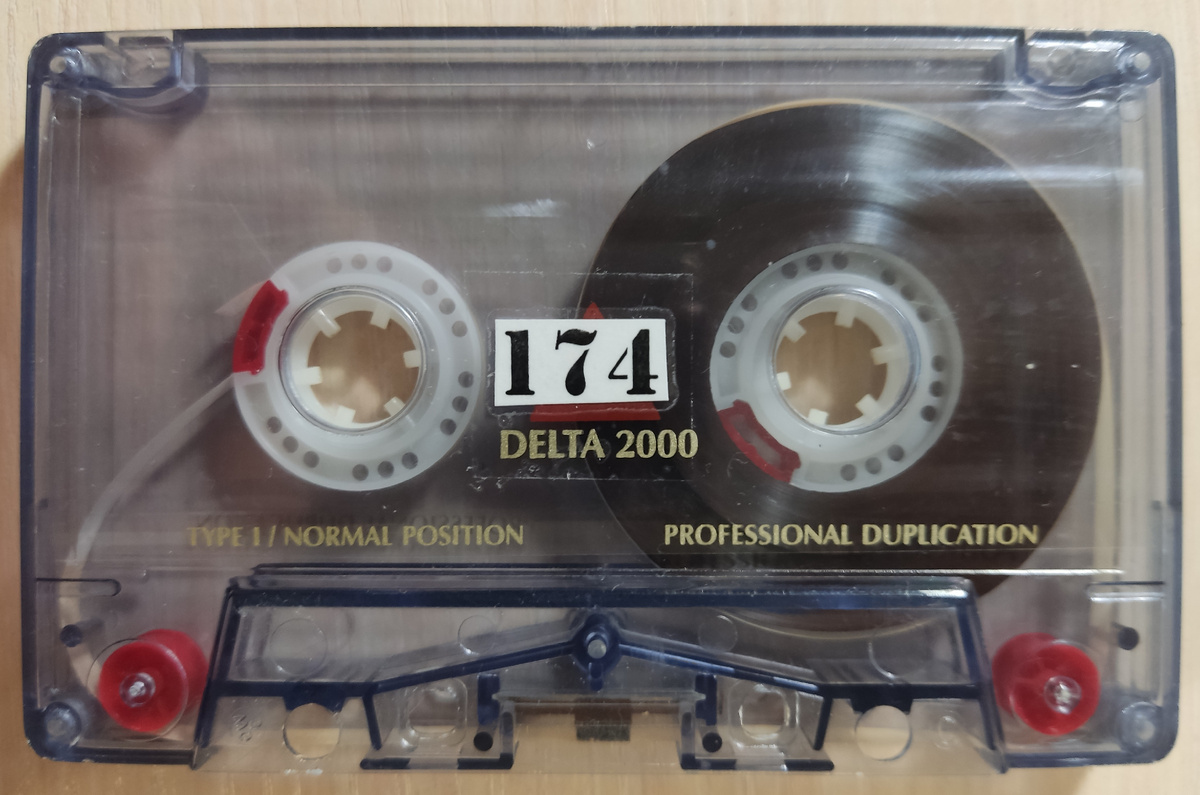 174
DELTA 2000
TYPE I / NORMAL POSITION
PROFESSIONAL DUPLICATION